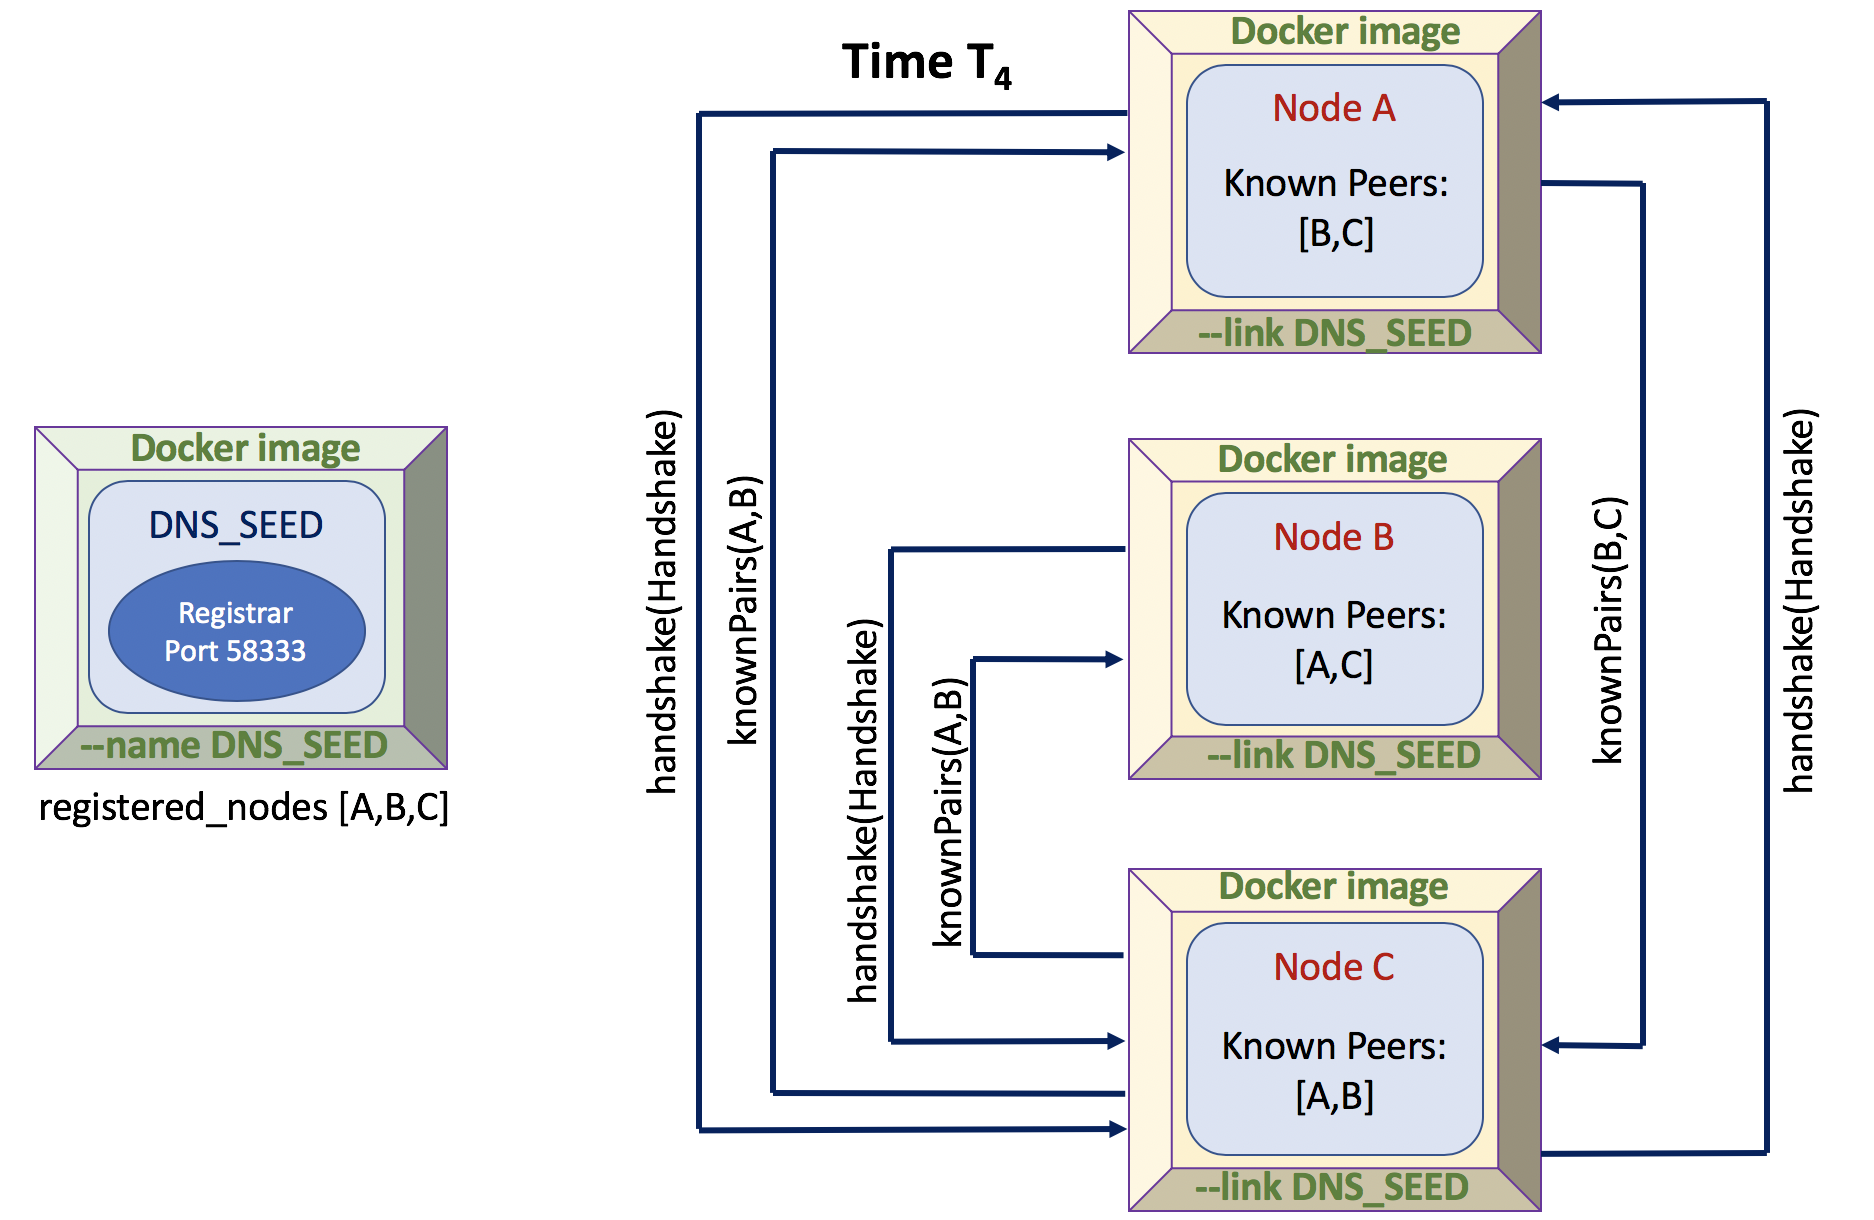 Time T4
Docker image
Node A
Known Peers:
[B,C]
--link DNS_SEED
Docker image
DNS_SEED
Registrar
Port 58333
--name DNS_SEED
registered_nodes [A,B,C]
handshake(Handshake)
knownPairs(A,B)
handshake(Handshake)
knownPairs(A,B)
Docker image
Node B
Known Peers:
[A,C]
--link DNS_SEED
knownPairs(B,C)
handshake(Handshake)
Docker image
Node C
Known Peers:
[A,B]
--link DNS_SEED